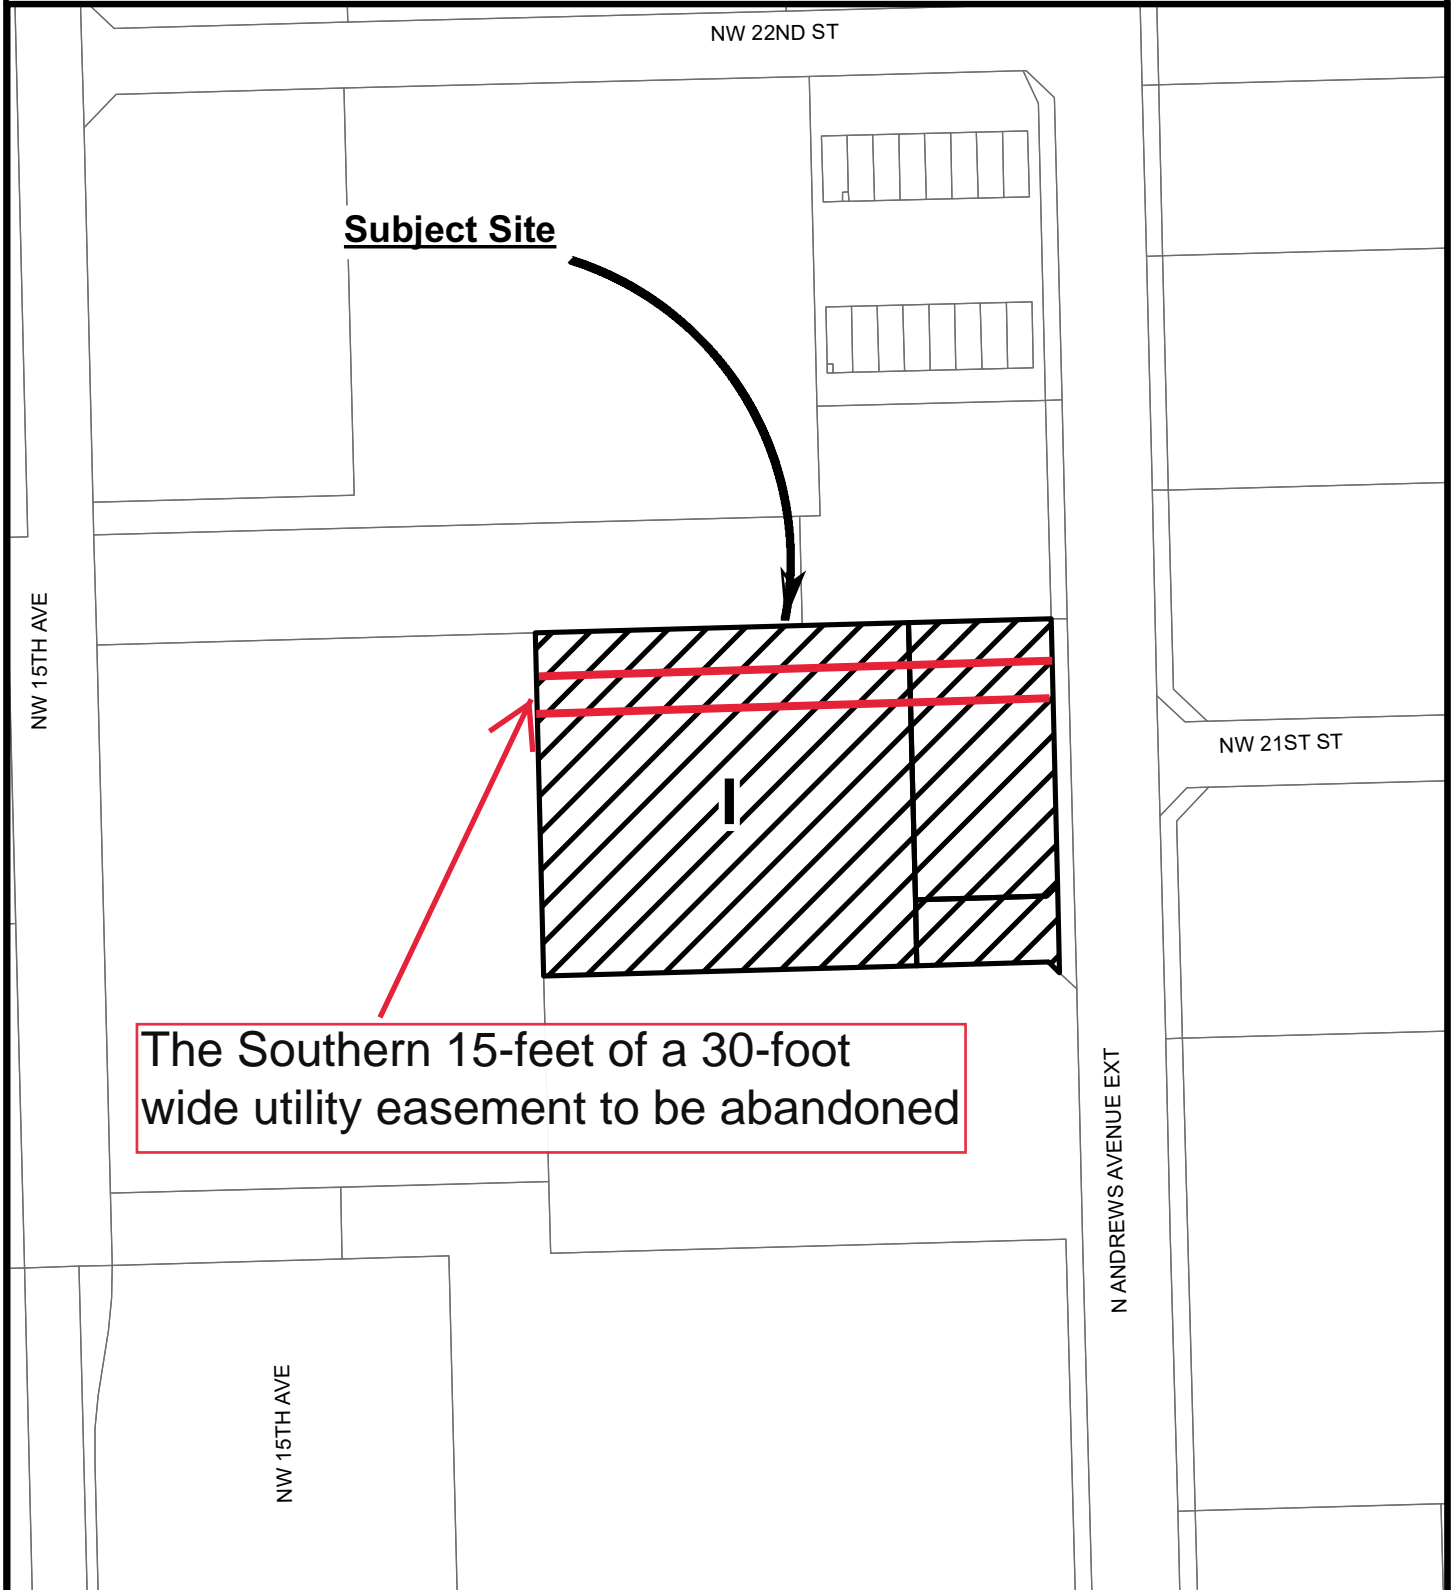 NW 22ND ST
Subject Site
NW 15TH AVE
NW 21ST ST
I
The Southern 15-feet of a 30-foot
wide utility easement to be abandoned
N ANDREWS AVENUE EXT
NW 15TH AVE